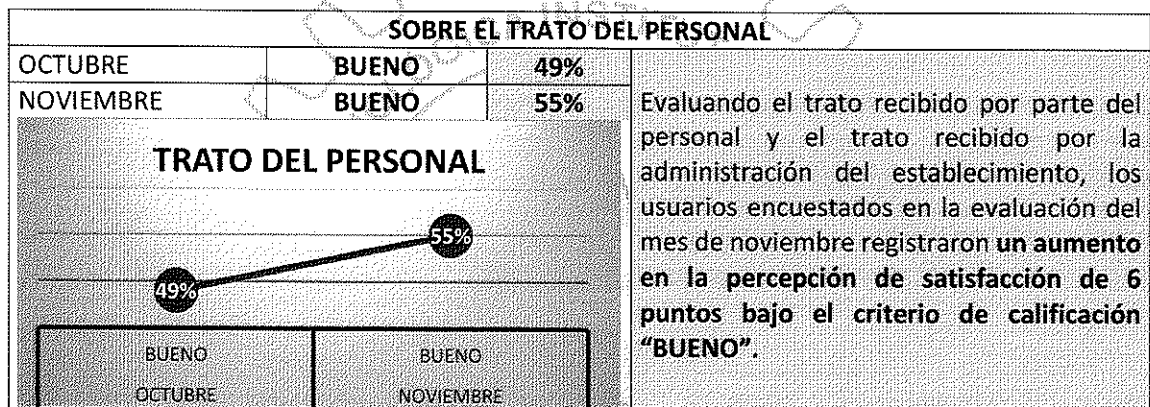 SOBRE EL TRATO DEL PERSONAL
OCTUBRE BUENO 49%
NOVIEMBRE BUENO 55%
TRATO DEL PERSONAL
55%
49%
BUENO BUENO
OCTUBRE NOVIEMBRE
Evaluando el trato recibido por parte del
personal y el trato recibido por la
administración del establecimiento, los
usuarios encuestados en la evaluación del
mes de noviembre registraron un aumento
en la percepción de satisfacción de 6
puntos bajo el criterio de calificación
“BUENO”.